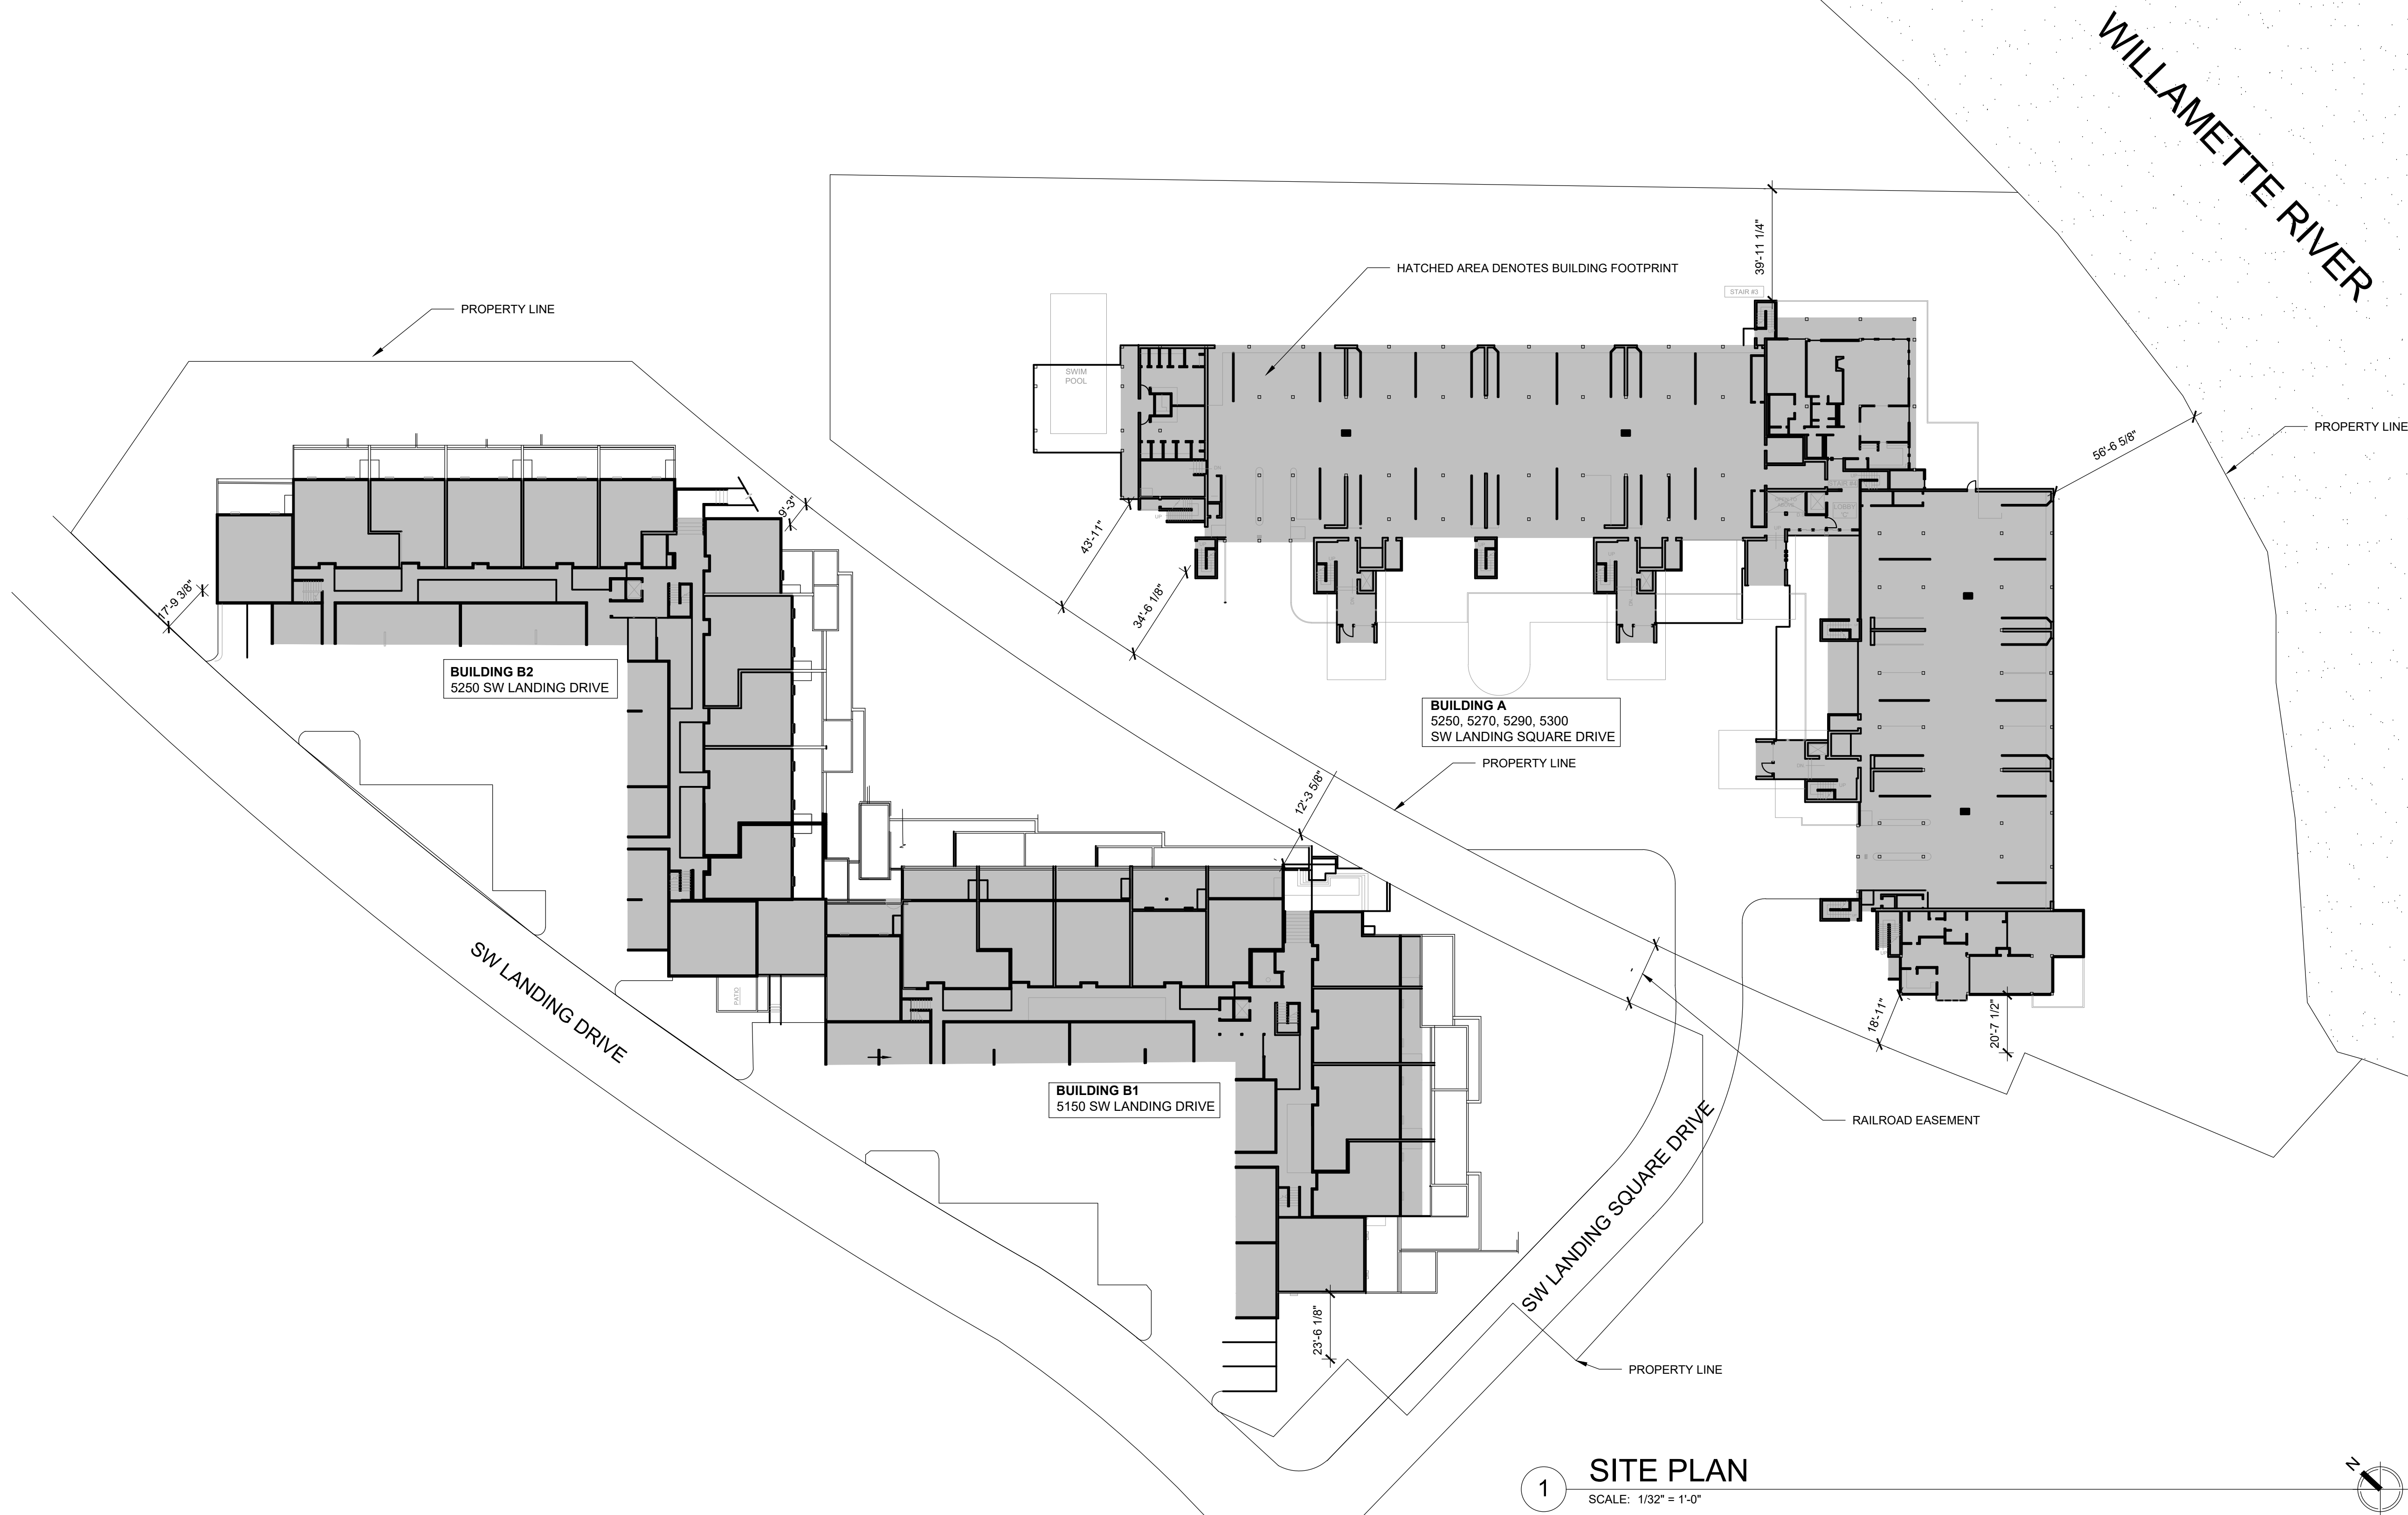 WILLAMETTE RIVER
39'-11 1/4"
HATCHED AREA DENOTES BUILDING FOOTPRINT
STAIR #3
PROPERTY LINE
SWIM
POOL
PROPERTY LINE
56'-6 5/8"
9'-3"
43'-11"
LOBBY
UP
17'-9 3/8"
34'-6 1/8"
BUILDING B2
5250 SW LANDING DRIVE
BUILDING A
5250, 5270, 5290, 5300
SW LANDING SQUARE DRIVE
PROPERTY LINE
12'-3 5/8"
SW LANDING DRIVE
PATIO
18'-11"
20'-7 1/2"
BUILDING B1
5150 SW LANDING DRIVE
RAILROAD EASEMENT
SW LANDING SQUARE DRIVE
23'-6 1/8"
PROPERTY LINE
1
SITE PLAN
SCALE: 1/32" = 1'-0"
N